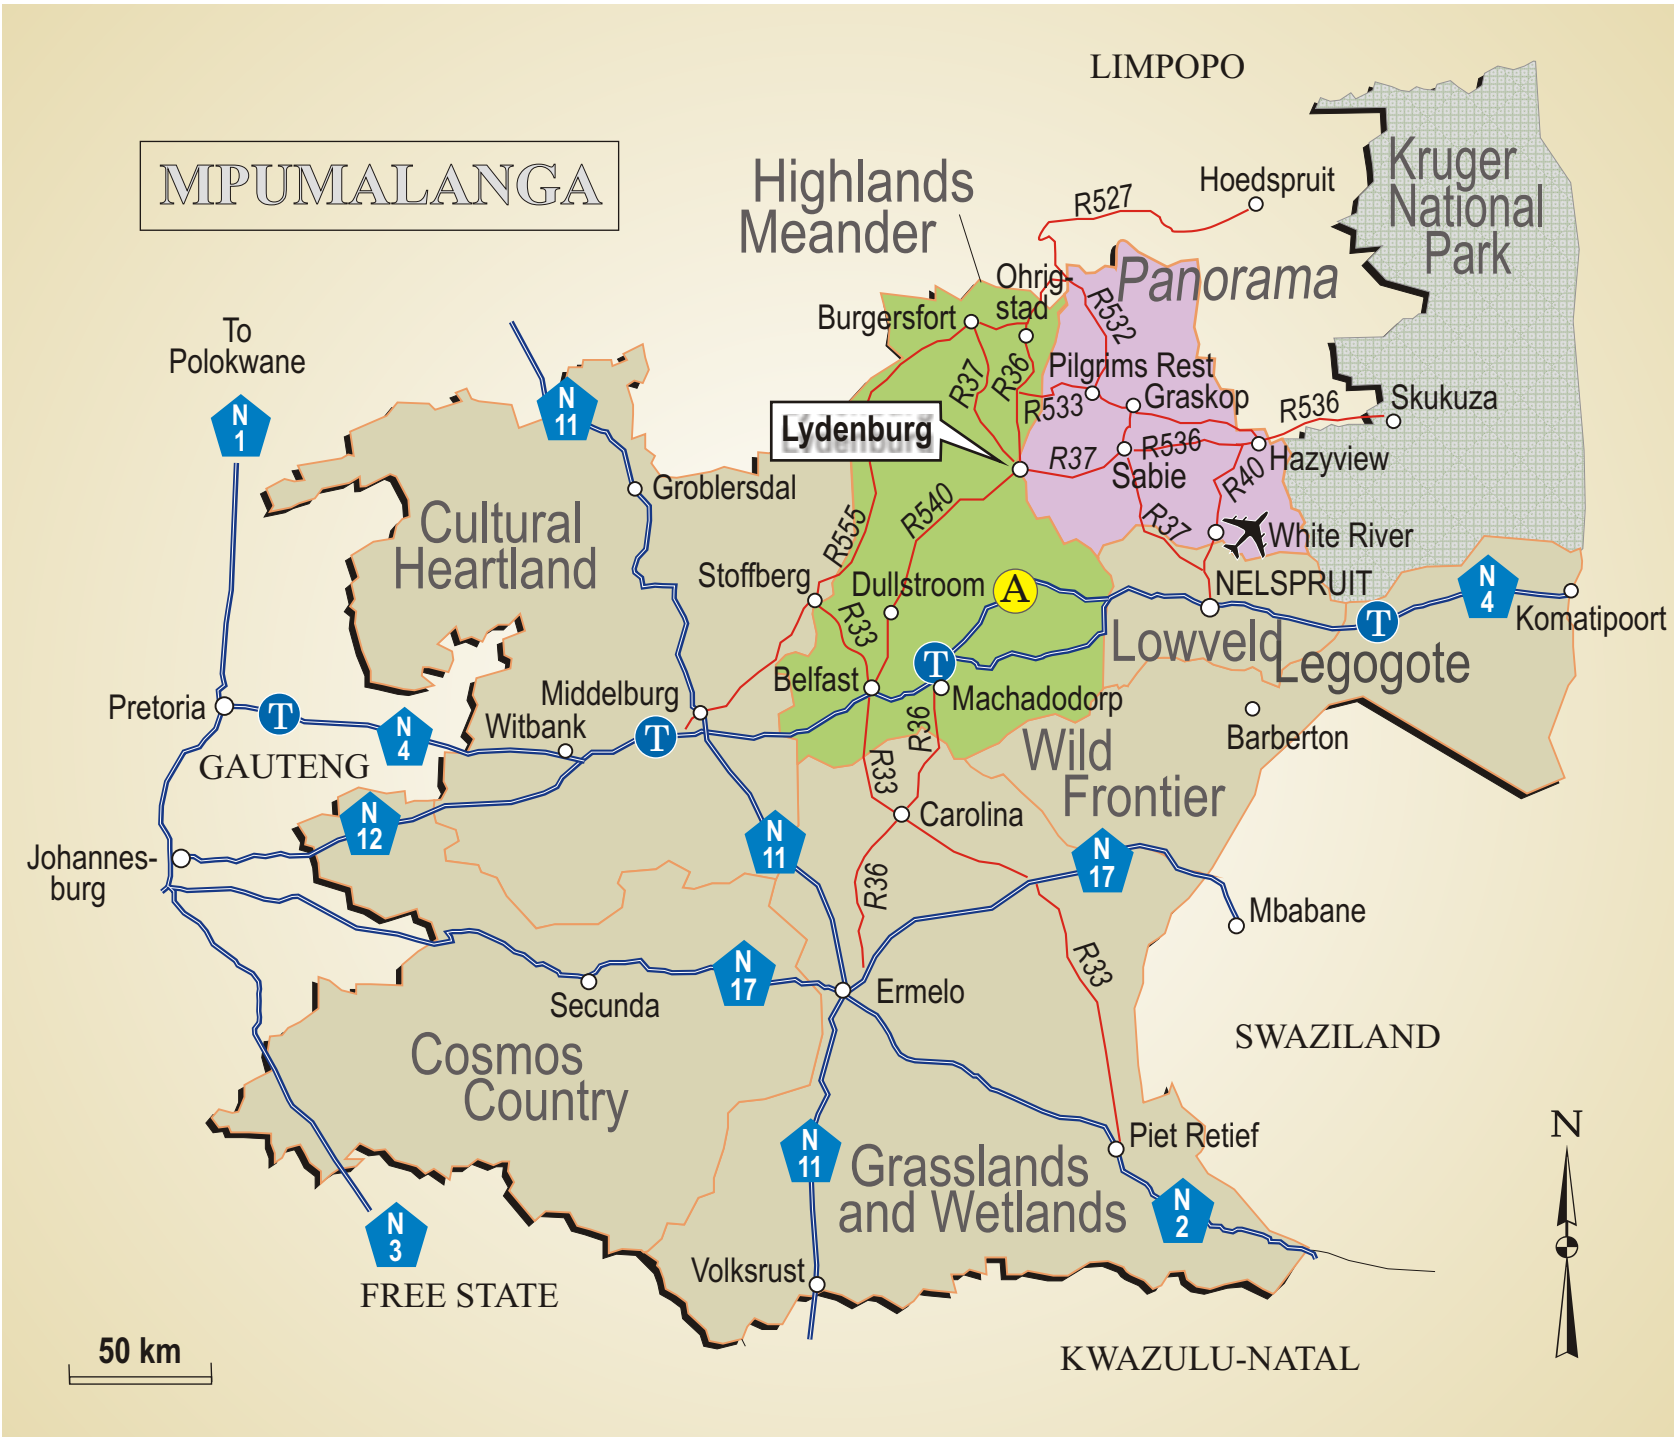 LIMPOPO
MPUMALANGA
Highlands
Meander
Kruger
National
Park
Hoedspruit
R527
Panorama
Ohrig-
stad
Burgersfort
R532
To
Polokwane
N
1
N
11
R37
R36
Pilgrims Rest
Graskop
R533
R536
Skukuza
Lydenburg
R37
R536
Hazyview
Sabie
R40
Groblersdal
Cultural
Heartland
R555
R540
R37
White River
Stoffberg
Dullstroom
A
NELSPRUIT
N
4
Komatipoort
R33
T
Lowveld
Legogote
T
Belfast
Machadodorp
Middelburg
Witbank
Pretoria
T
N
4
T
GAUTENG
R36
Barberton
Wild
Frontier
R33
Carolina
N
12
N
11
N
17
Johannes-
burg
R36
Mbabane
R33
N
17
Secunda
Ermelo
SWAZILAND
Cosmos
Country
N
Piet Retief
N
11
Grasslands
and Wetlands
N
2
N
3
Volksrust
FREE STATE
50 km
KWAZULU-NATAL